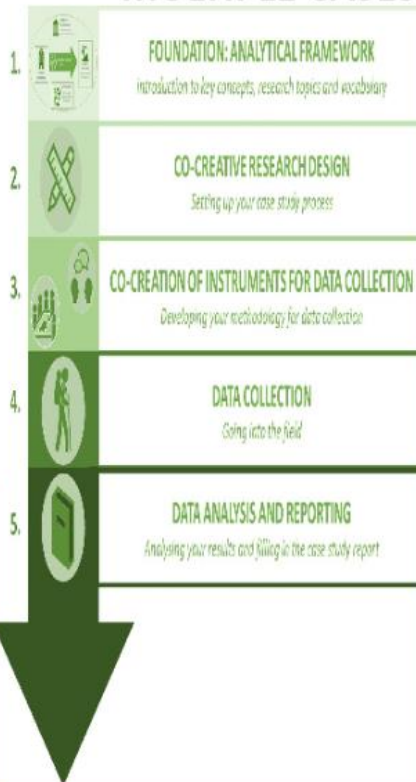 1.
FOUNDATION: ANALYTICAL FRAMEWORK
Introduction to key concepts, research topics and vocabulary
2.
CO-CREATIVE RESEARCH DESIGN
Setting up your case study process
3.
CO-CREATION OF INSTRUMENTS FOR DATA COLLECTION
Developing your methodology for data collection
4.
DATA COLLECTION
Going into the field
5.
DATA ANALYSIS AND REPORTING
Analysing your results and filling in the case study report